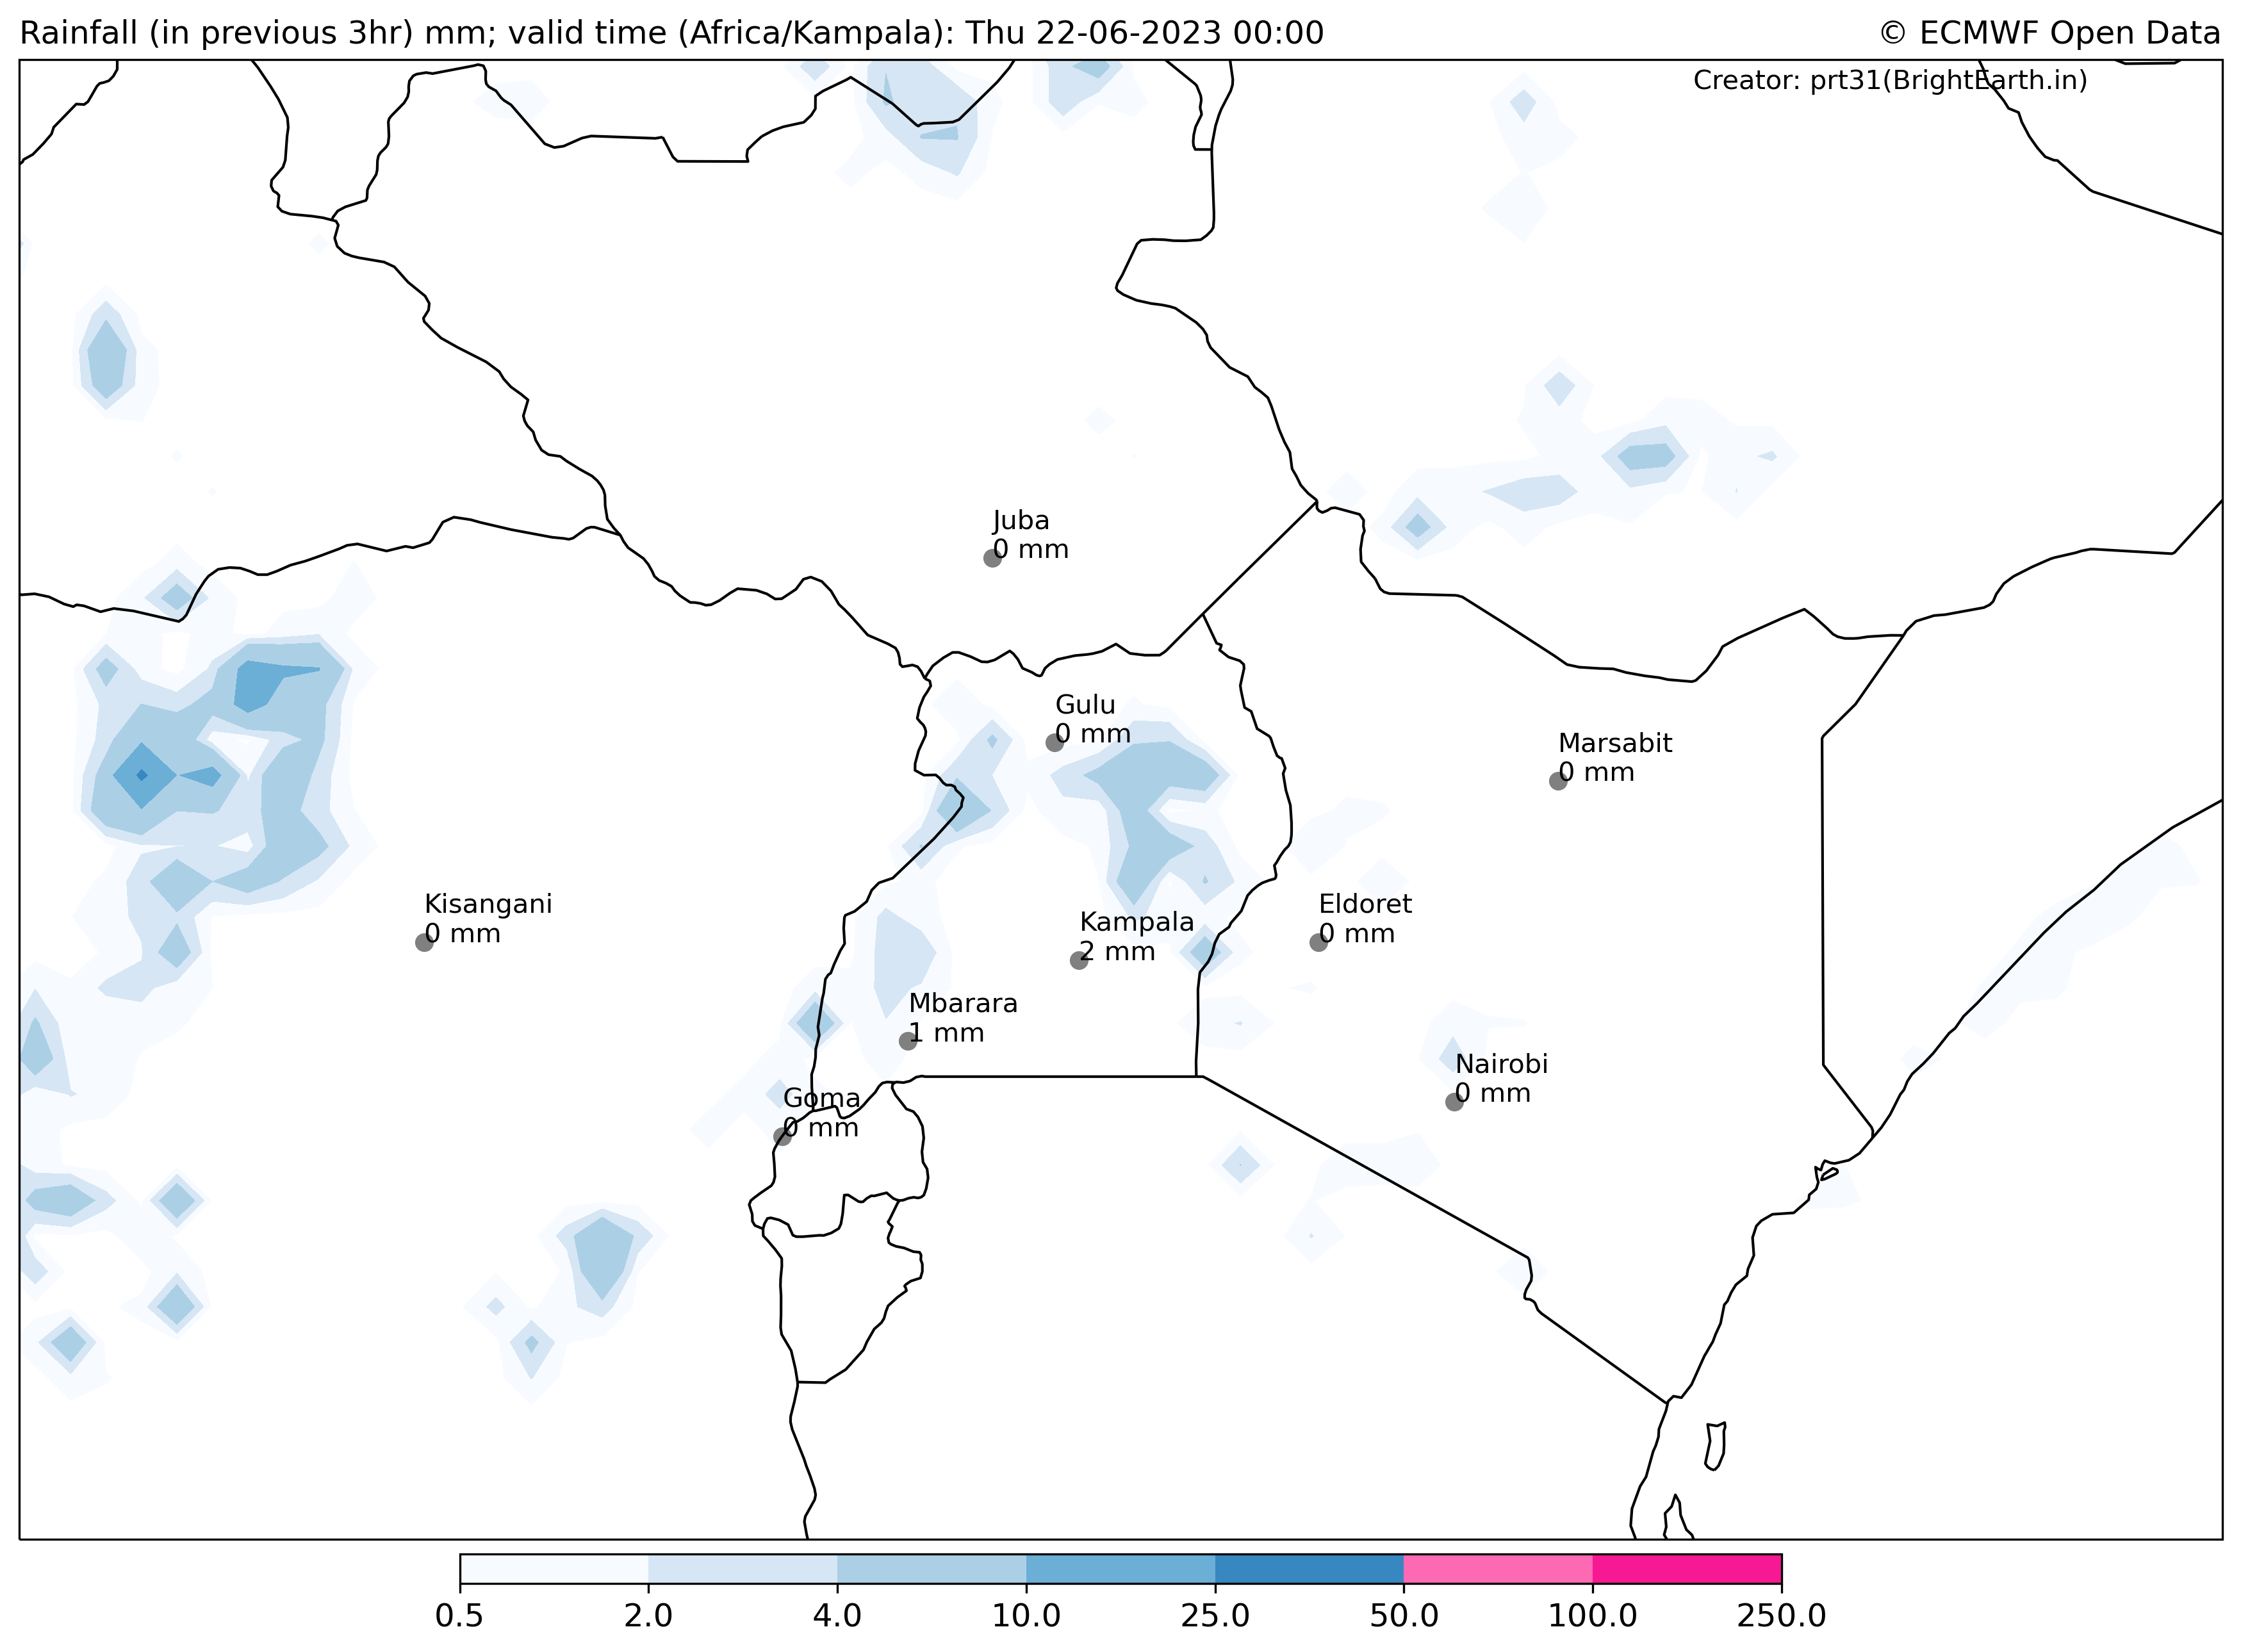 Rainfall (in previous 3hr) mm; valid time (Africa/Kampala): Thu 22-06-2023 00:00
© ECMWF Open Data
Creator: prt31(BrightEarth.in)
Juba
0 mm
Gulu
0 mm
Marsabit
0 mm
Kisangani
0 mm
Kampala
2 mm
Eldoret
0 mm
Mbarara
1 mm
Nairobi
0 mm
Goma
0 mm
0.5 2.0 4.0 10.0 25.0 50.0 100.0 250.0